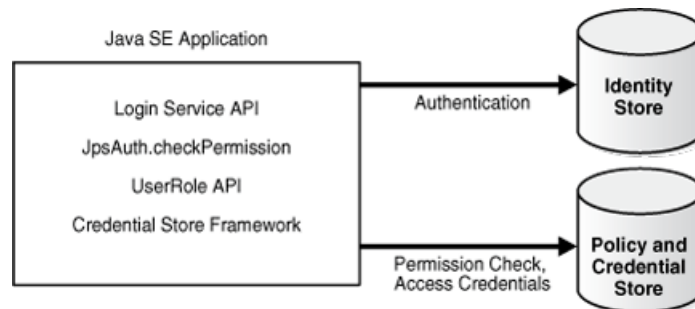 Java SE Application
Login Service API
JpsAuth.checkPermission
UserRole API
Credential Store Framework
Authentication
Identity
Store
Permission Check,
Access Credentials
Policy and
Credential
Store